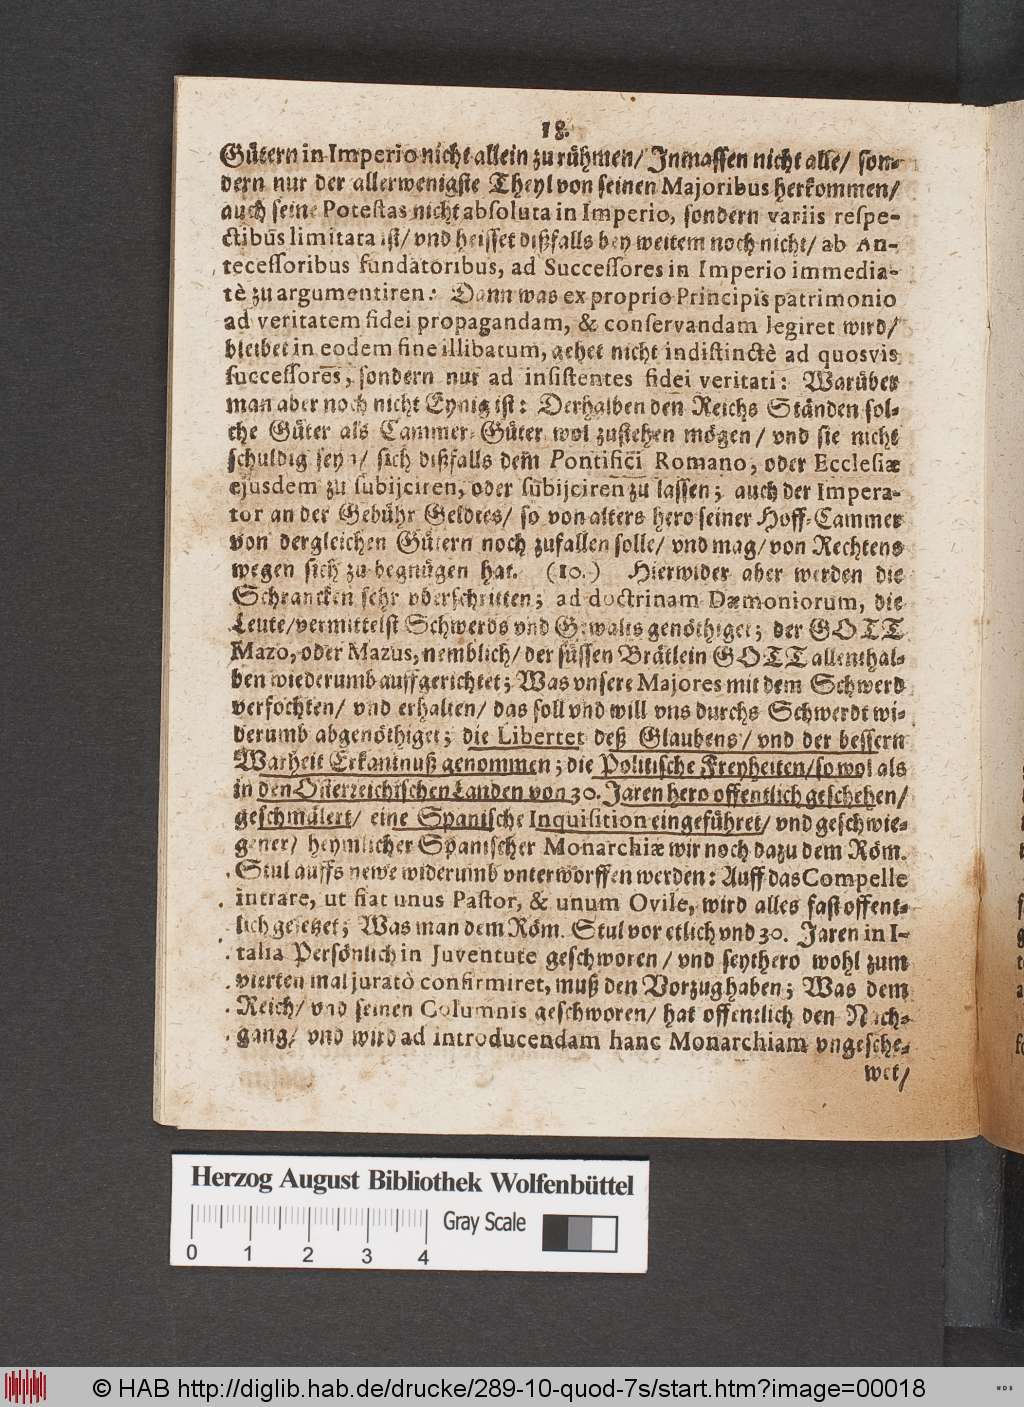 18.
Gütern in Imperio nicht allein zu rühmen/ Inmassen nicht alle/ son-
dern nur der allerwenigste Theyl von seinen Majoribus herkommen/
auch seine Potestas nicht absoluta in Imperio, sondern variis respe-
ctibus limitata ist/ vnd heisset dißfalls bey weitem noch nicht/ ab An-
tecessoribus fundatoribus, ad Successores in Imperio immedia-
tè zu argumentiren: Dann was ex proprio Principis patrimonio
ad veritatem fidei propagandam, & conservandam legiret wird/
bleibet in eodem fine illibatum, gehet nicht indistinctè ad quosvis
successores, sondern nur ad insistentes fidei veritati: Warüber
man aber noch nicht Eynig ist: Derhalben den Reichs Ständen sol-
che Güter als Cammer-Güter wol zustehen mögen/ vnd sie nicht
schuldig seyn/ sich dißfalls dem Pontifici Romano, oder Ecclesiæ
ejusdem zu subijciren, oder subijciren zu lassen; auch der Impera-
tor an der Gebühr Geldtes/ so von alters hero seiner Hoff-Cammer
von dergleichen Gütern noch zufallen solle/ vnd mag/ von Rechtens
wegen sich zu begnügen hat. (10.) Hierwider aber werden die
Schrancken sehr vberschritten; ad doctrinam Dæmoniorum, die
Leute/ vermittelst Schwerds vnd Gewalts genöthiget; der GOTT
Mazo, oder Mazus, nemblich/ der süssen Brätlein GOTT allenthal-
ben wiederumb auffgerichtet; Was vnsere Majores mit dem Schwerd
verfochten/ vnd erhalten/ das soll vnd will vns durchs Schwerdt wi-
derumb abgenöthiget; die Libertet deß Glaubens/ vnd der bessern
Warheit Erkantnuß genommen; die Politische Freyheiten/ so wol als
in den Osterreichischen Landen von 30. Jaren hero offentlich geschehen/
geschmälert/ eine Spanische Inquisition eingeführet/ vnd geschwie-
gener/ heymlicher Spanischer Monarchiæ wir noch dazu dem Röm.
Stul auffs newe widerumb vnterworffen werden: Auff das Compelle
intrare, ut fiat unus Pastor, & unum Ovile, wird alles fast offent-
lich gesetzet; Was man dem Röm. Stul vor etlich vnd 30. Jaren in I-
talia Persönlich in Juventute geschworen/ vnd seythero wohl zum
vierten mal juratò confirmiret, muß den Vorzug haben; Was dem
Reich/ vnd seinen Columnis geschworen/ hat offentlich den Nach-
gang/ vnd wird ad introducendam hanc Monarchiam vngesche-
wet/
Herzog August Bibliothek Wolfenbüttel
Gray Scale
0 1 2 3 4
© HAB http://diglib.hab.de/drucke/289-10-quod-7s/start.htm?image=00018
WDB